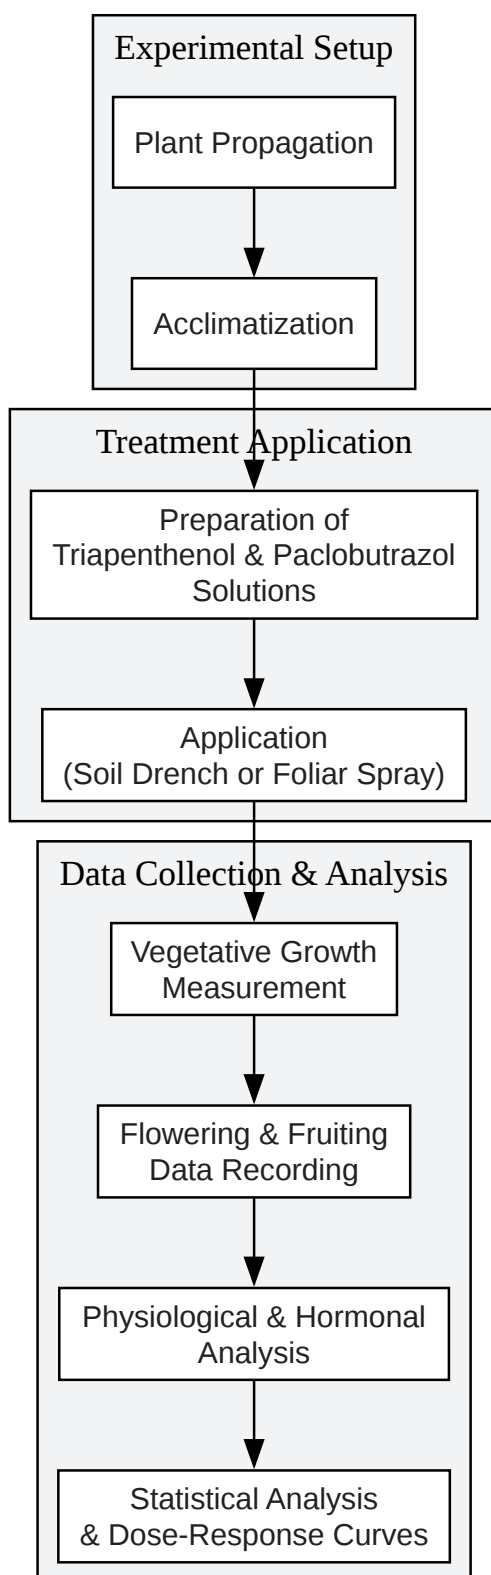 Experimental Setup
Plant Propagation
Acclimatization
Treatment Application
Preparation of
Triapenthenol & Paclobutrazol
Solutions
Application
(Soil Drench or Foliar Spray)
Data Collection & Analysis
Vegetative Growth
Measurement
Flowering & Fruiting
Data Recording
Physiological & Hormonal
Analysis
Statistical Analysis
& Dose-Response Curves